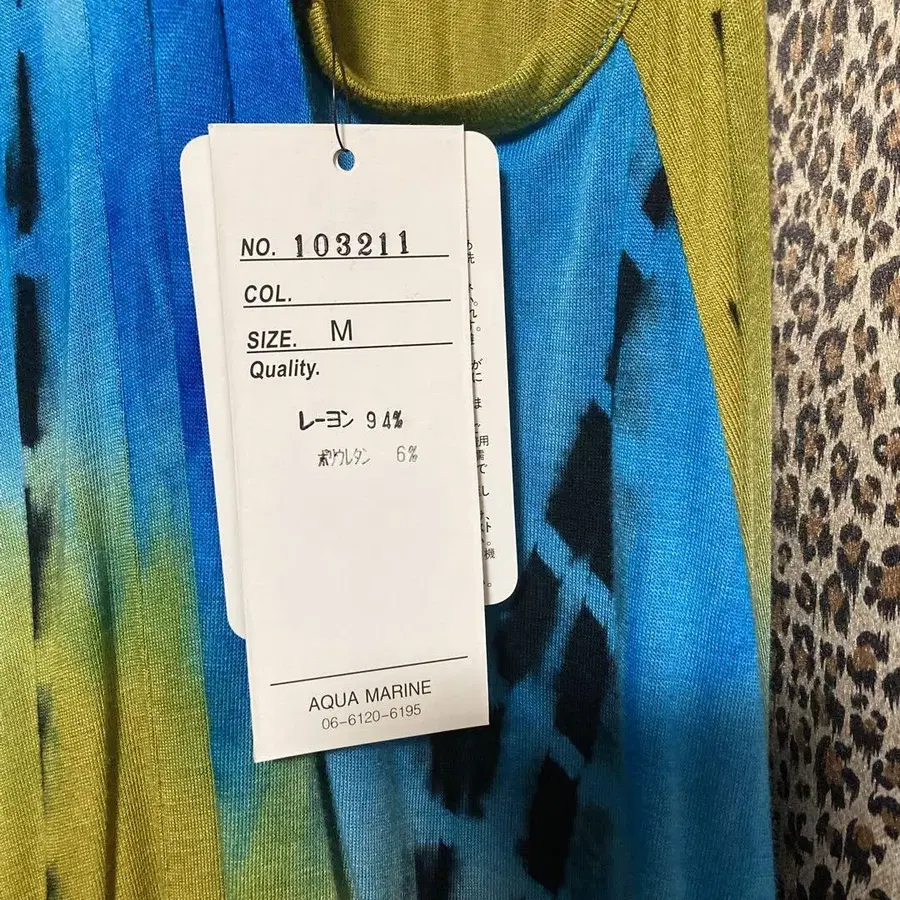 NO. 103211
COL.
SIZE. M
Quality.
レーヨン 94%
ポリウレタン 6%
AQUA MARINE
06-6120-6195